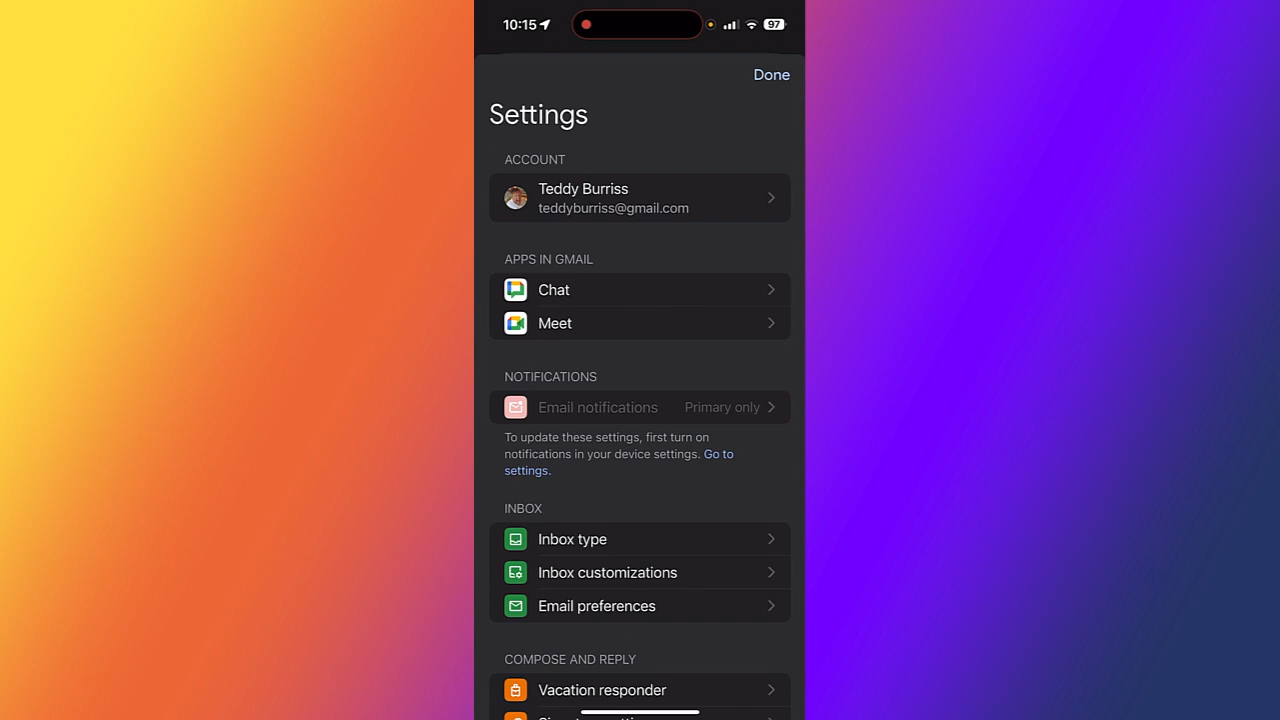 10:15
97
Done
Settings
ACCOUNT
Teddy Burriss
teddyburriss@gmail.com
APPS IN GMAIL
Chat
Meet
NOTIFICATIONS
Email notifications Primary only
To update these settings, first turn on
notifications in your device settings. Go to
settings.
INBOX
Inbox type
Inbox customizations
Email preferences
COMPOSE AND REPLY
Vacation responder